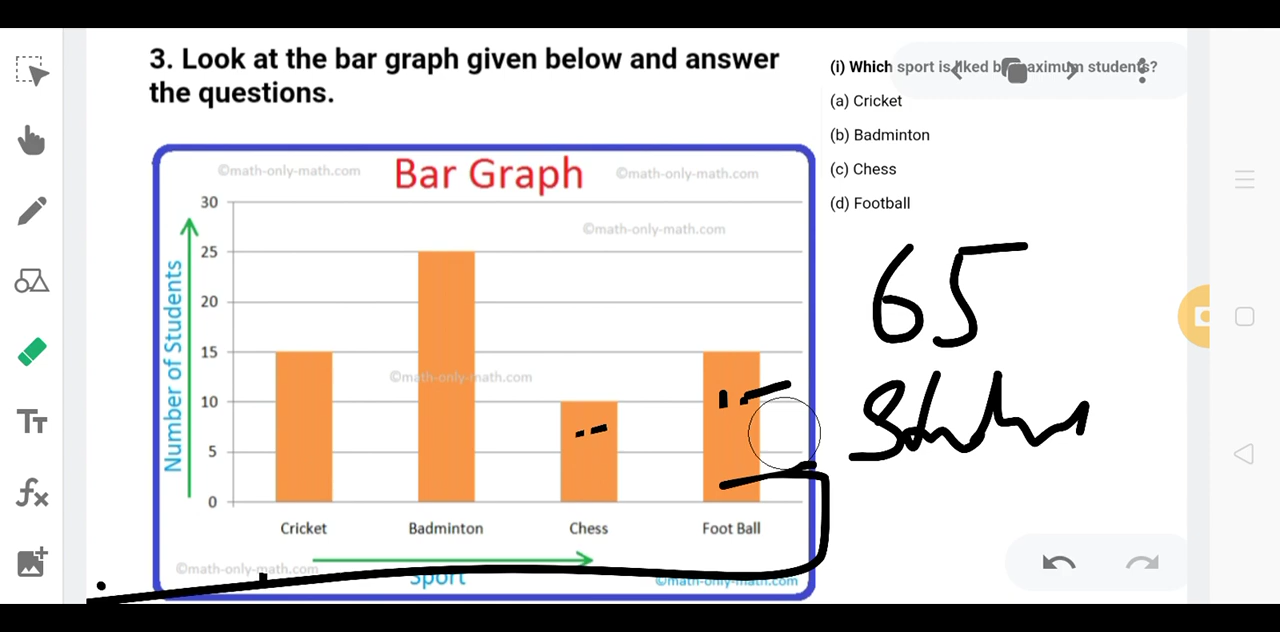 3. Look at the bar graph given below and answer
the questions.
(i) Which sport is liked by maximum students?
(a) Cricket
(b) Badminton
(c) Chess
(d) Football
©math-only-math.com
Bar Graph
©math-only-math.com
30
©math-only-math.com
25
20
15
©math-only-math.com
10
5
0
Number of Students
Cricket Badminton Chess Foot Ball
©math-only-math.com
Sport
©math-only-math.com
65
TT
fx